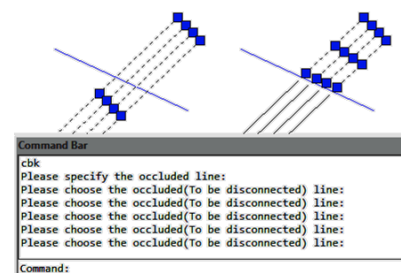 Command Bar
cbk
Please specify the occluded line:
Please choose the occluded(To be disconnected) line:
Please choose the occluded(To be disconnected) line:
Please choose the occluded(To be disconnected) line:
Please choose the occluded(To be disconnected) line:
Please choose the occluded(To be disconnected) line:
Command: